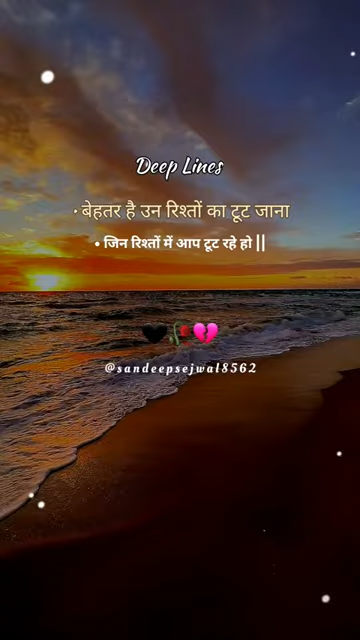 Deep Lines
• बेहतर है उन रिश्तों का टूट जाना
• जिन रिश्तों में आप टूट रहे हो ||
🖤🥀💔
@sandeepsejwal8562